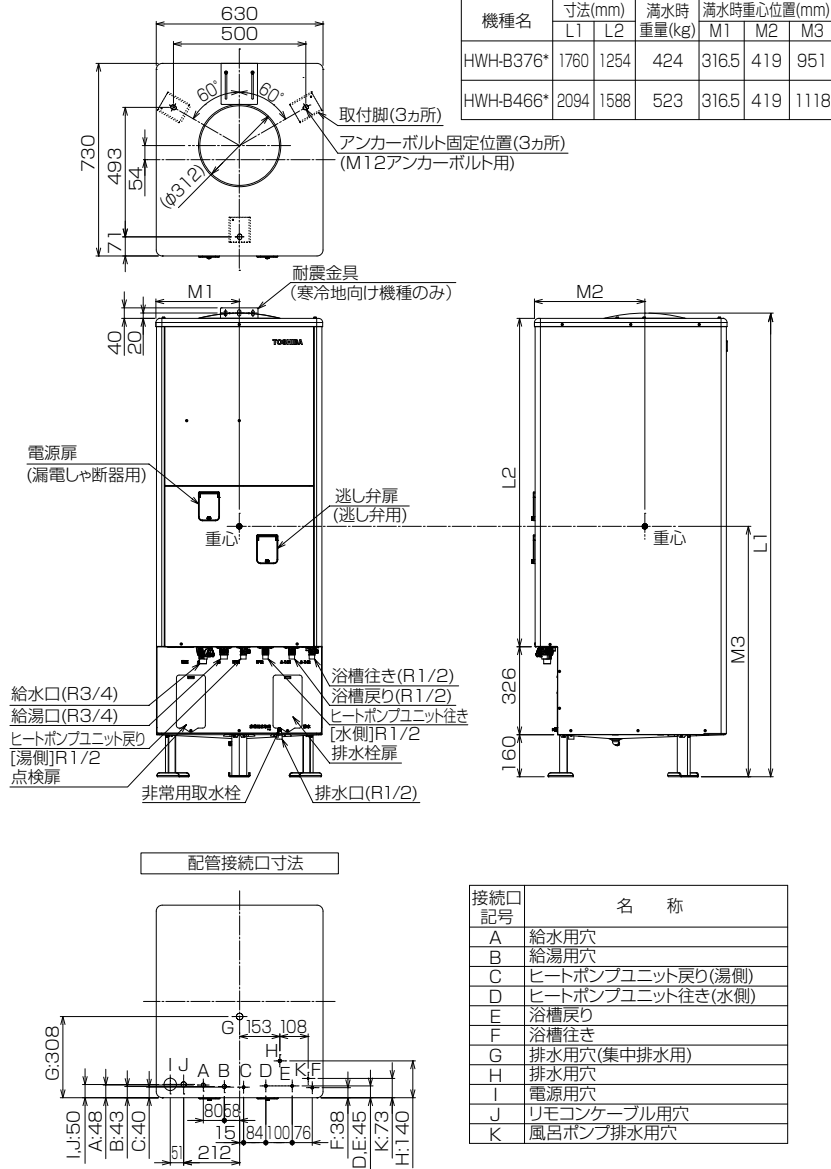 630
500
60°
60°
取付脚(3ヵ所)
アンカーボルト固定位置(3ヵ所)
(M12アンカーボルト用)
730
493
54
71
(φ312)
機種名 寸法(mm) 満水時重量(kg) 満水時重心位置(mm)
L1 L2 M1 M2 M3
HWH-B376* 1760 1254 424 316.5 419 951
HWH-B466* 2094 1588 523 316.5 419 1118
M1
耐震金具
(寒冷地向け機種のみ)
M2
40
20
TOSHIBA
電源扉
(漏電しゃ断器用)
逃し弁扉
(逃し弁用)
重心
重心
L2
L1
M3
326
160
給水口(R3/4)
給湯口(R3/4)
ヒートポンプユニット戻り
[湯側]R1/2
点検扉
浴槽往き(R1/2)
浴槽戻り(R1/2)
ヒートポンプユニット往き
[水側]R1/2
排水栓扉
非常用取水栓
排水口(R1/2)
配管接続口寸法
G 153 108
H
I J A B C D E K F
G:308
I,J:50
A:48
B:43
C:40
80 58
15 84 100 76
51 212
F:38
D,E:45
K:73
H:140
接続口記号 名 称
A 給水用穴
B 給湯用穴
C ヒートポンプユニット戻り(湯側)
D ヒートポンプユニット往き(水側)
E 浴槽戻り
F 浴槽往き
G 排水用穴(集中排水用)
H 排水用穴
I 電源用穴
J リモコンケーブル用穴
K 風呂ポンプ排水用穴